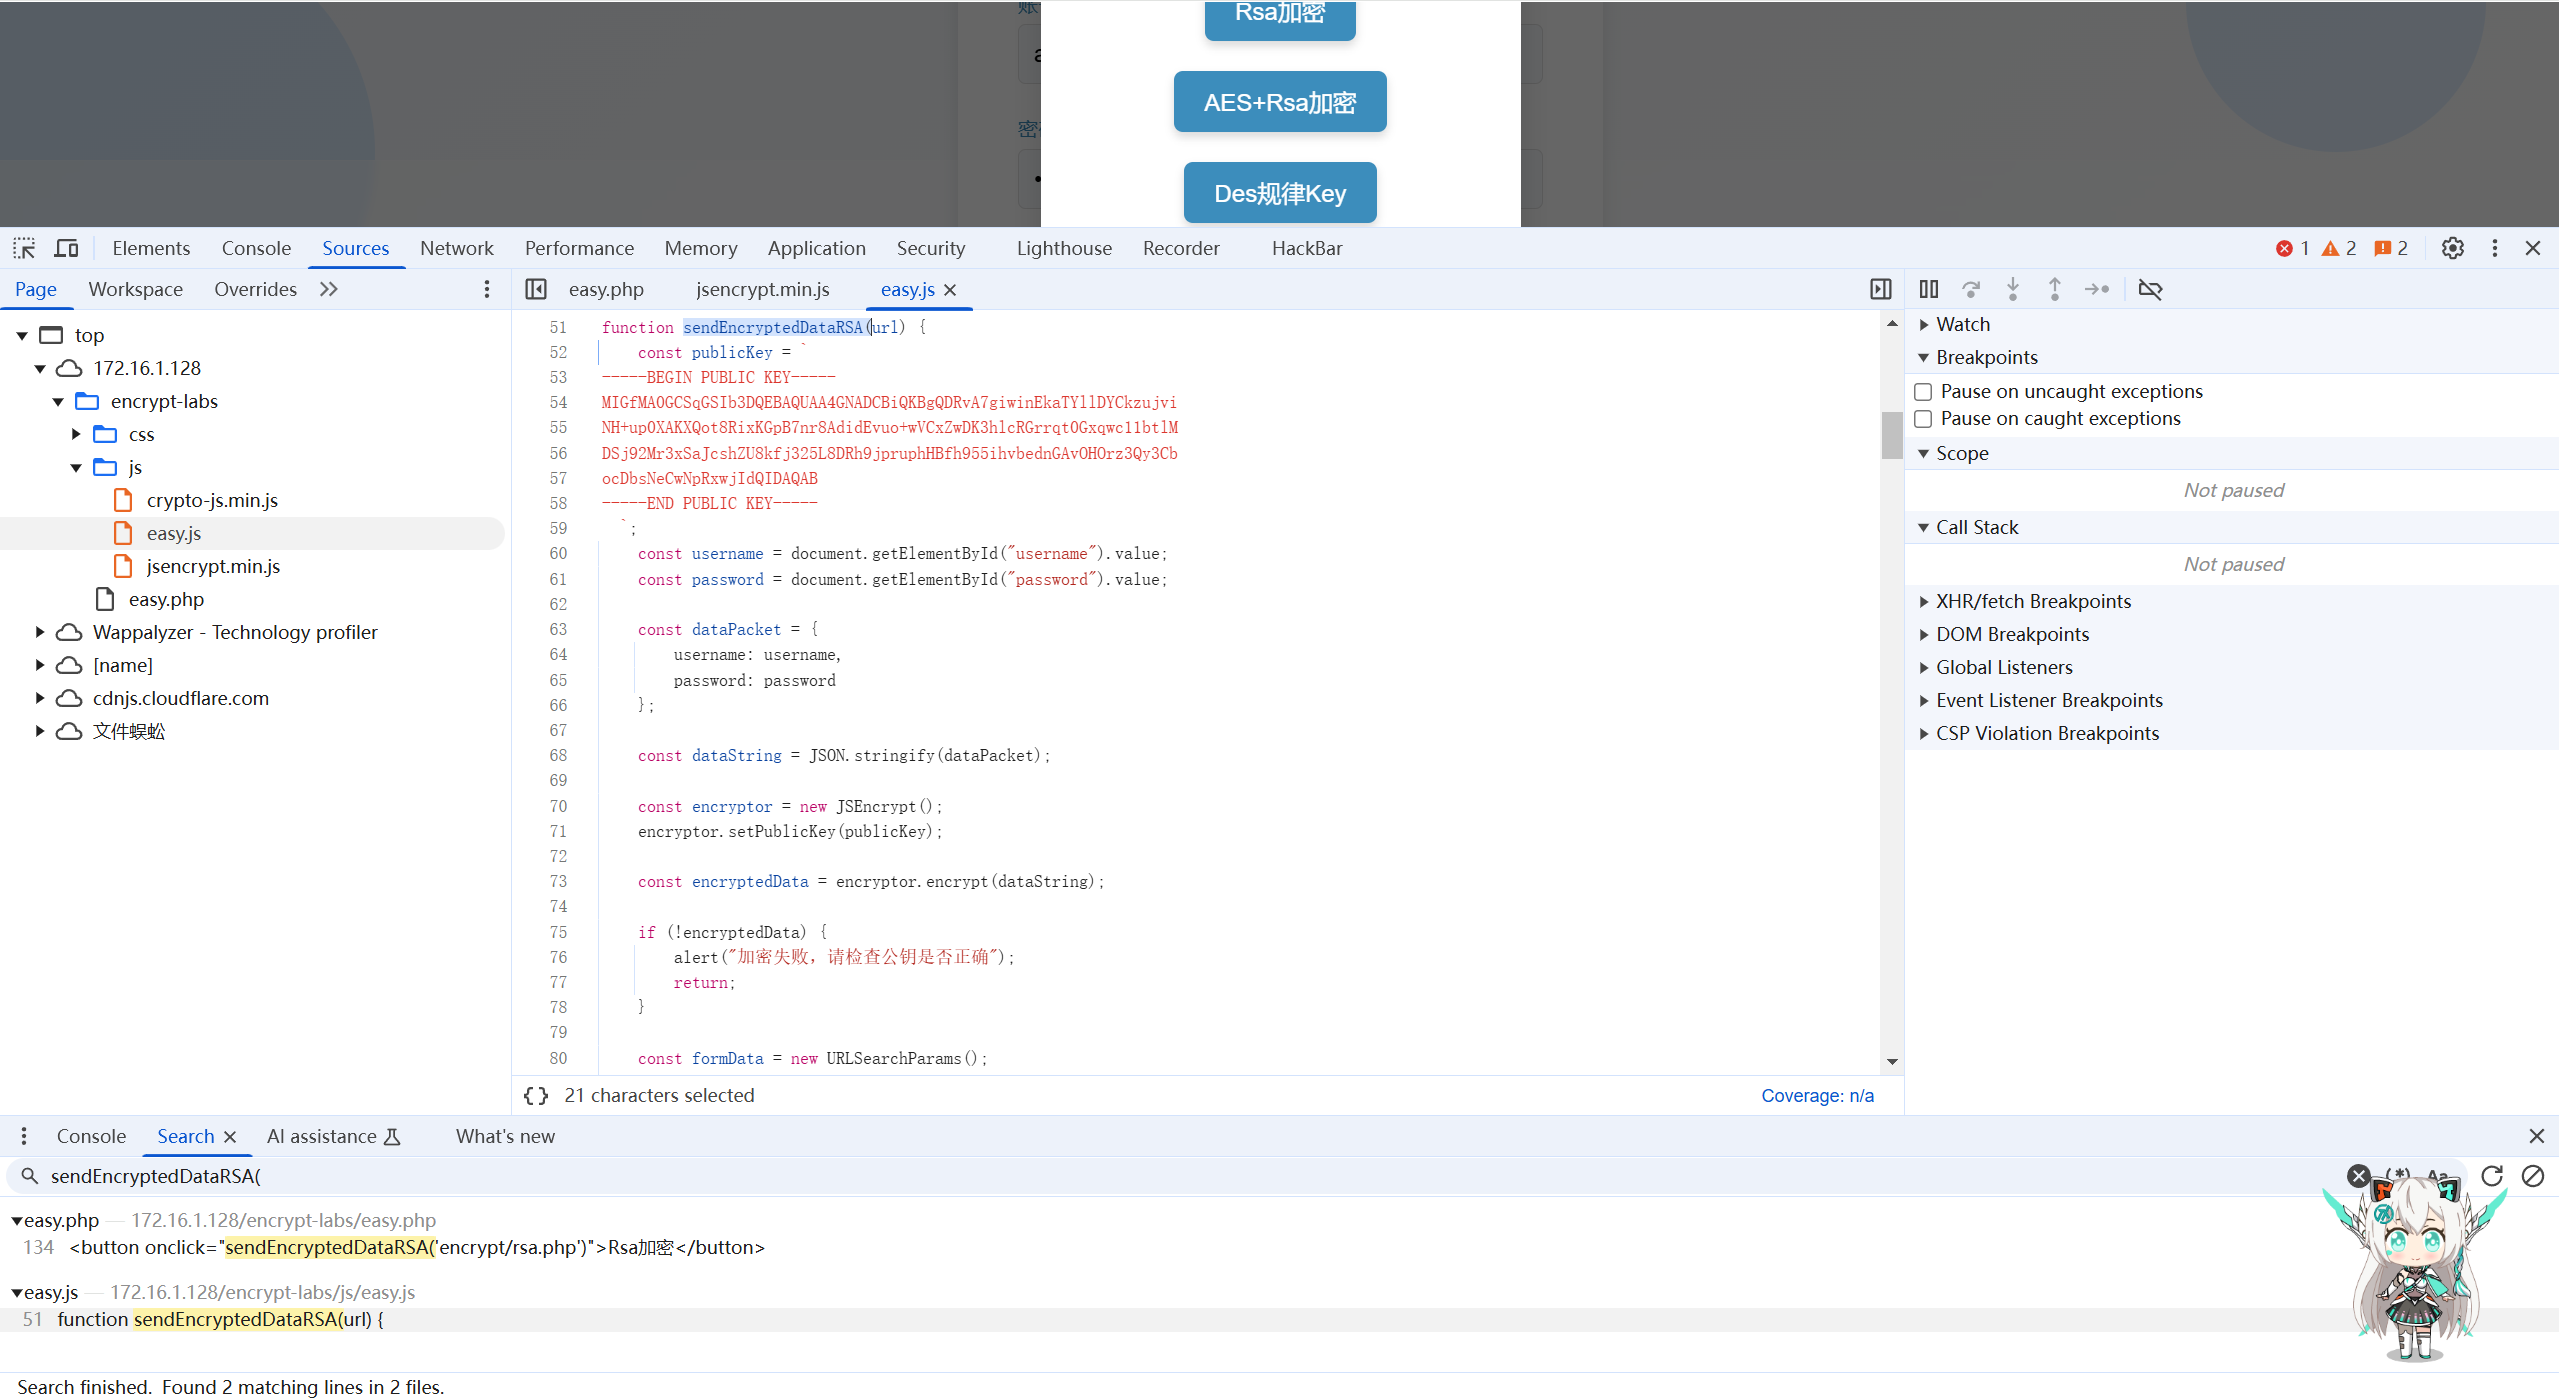 账
Rsa加密
a
AES+Rsa加密
密
Des规律Key
Elements Console Sources Network Performance Memory Application Security Lighthouse Recorder HackBar 1 2 2
Page Workspace Overrides easy.php jsencrypt.min.js easy.js
top
172.16.1.128
encrypt-labs
css
js
crypto-js.min.js
easy.js
jsencrypt.min.js
easy.php
Wappalyzer - Technology profiler
[name]
cdnjs.cloudflare.com
文件蜈蚣
51 function sendEncryptedDataRSA(url) {
52 const publicKey = `
53 -----BEGIN PUBLIC KEY-----
54 MIGfMA0GCSqGSIb3DQEBAQUAA4GNADCBiQKBgQDRvA7giwinEkaTYllDYCkzujvi
55 NH+up0XAKXQot8RixKGpB7nr8AdidEvuo+wVCxZwDK3hlcRGrrqt0Gxqwc11btlM
56 DSj92Mr3xSaJcshZU8kfj325L8DRh9jpruphHBfh955ihvbednGAvOHOrz3Qy3Cb
57 ocDbsNeCwNpRxwjIdQIDAQAB
58 -----END PUBLIC KEY-----
59 `;
60 const username = document.getElementById("username").value;
61 const password = document.getElementById("password").value;
62
63 const dataPacket = {
64 username: username,
65 password: password
66 };
67
68 const dataString = JSON.stringify(dataPacket);
69
70 const encryptor = new JSEncrypt();
71 encryptor.setPublicKey(publicKey);
72
73 const encryptedData = encryptor.encrypt(dataString);
74
75 if (!encryptedData) {
76 alert("加密失败，请检查公钥是否正确");
77 return;
78 }
79
80 const formData = new URLSearchParams();
{} 21 characters selected Coverage: n/a
Watch
Breakpoints
Pause on uncaught exceptions
Pause on caught exceptions
Scope
Not paused
Call Stack
Not paused
XHR/fetch Breakpoints
DOM Breakpoints
Global Listeners
Event Listener Breakpoints
CSP Violation Breakpoints
Console Search AI assistance What's new
sendEncryptedDataRSA(
easy.php — 172.16.1.128/encrypt-labs/easy.php
134 <button onclick="sendEncryptedDataRSA('encrypt/rsa.php')">Rsa加密</button>
easy.js — 172.16.1.128/encrypt-labs/js/easy.js
51 function sendEncryptedDataRSA(url) {
Search finished. Found 2 matching lines in 2 files.